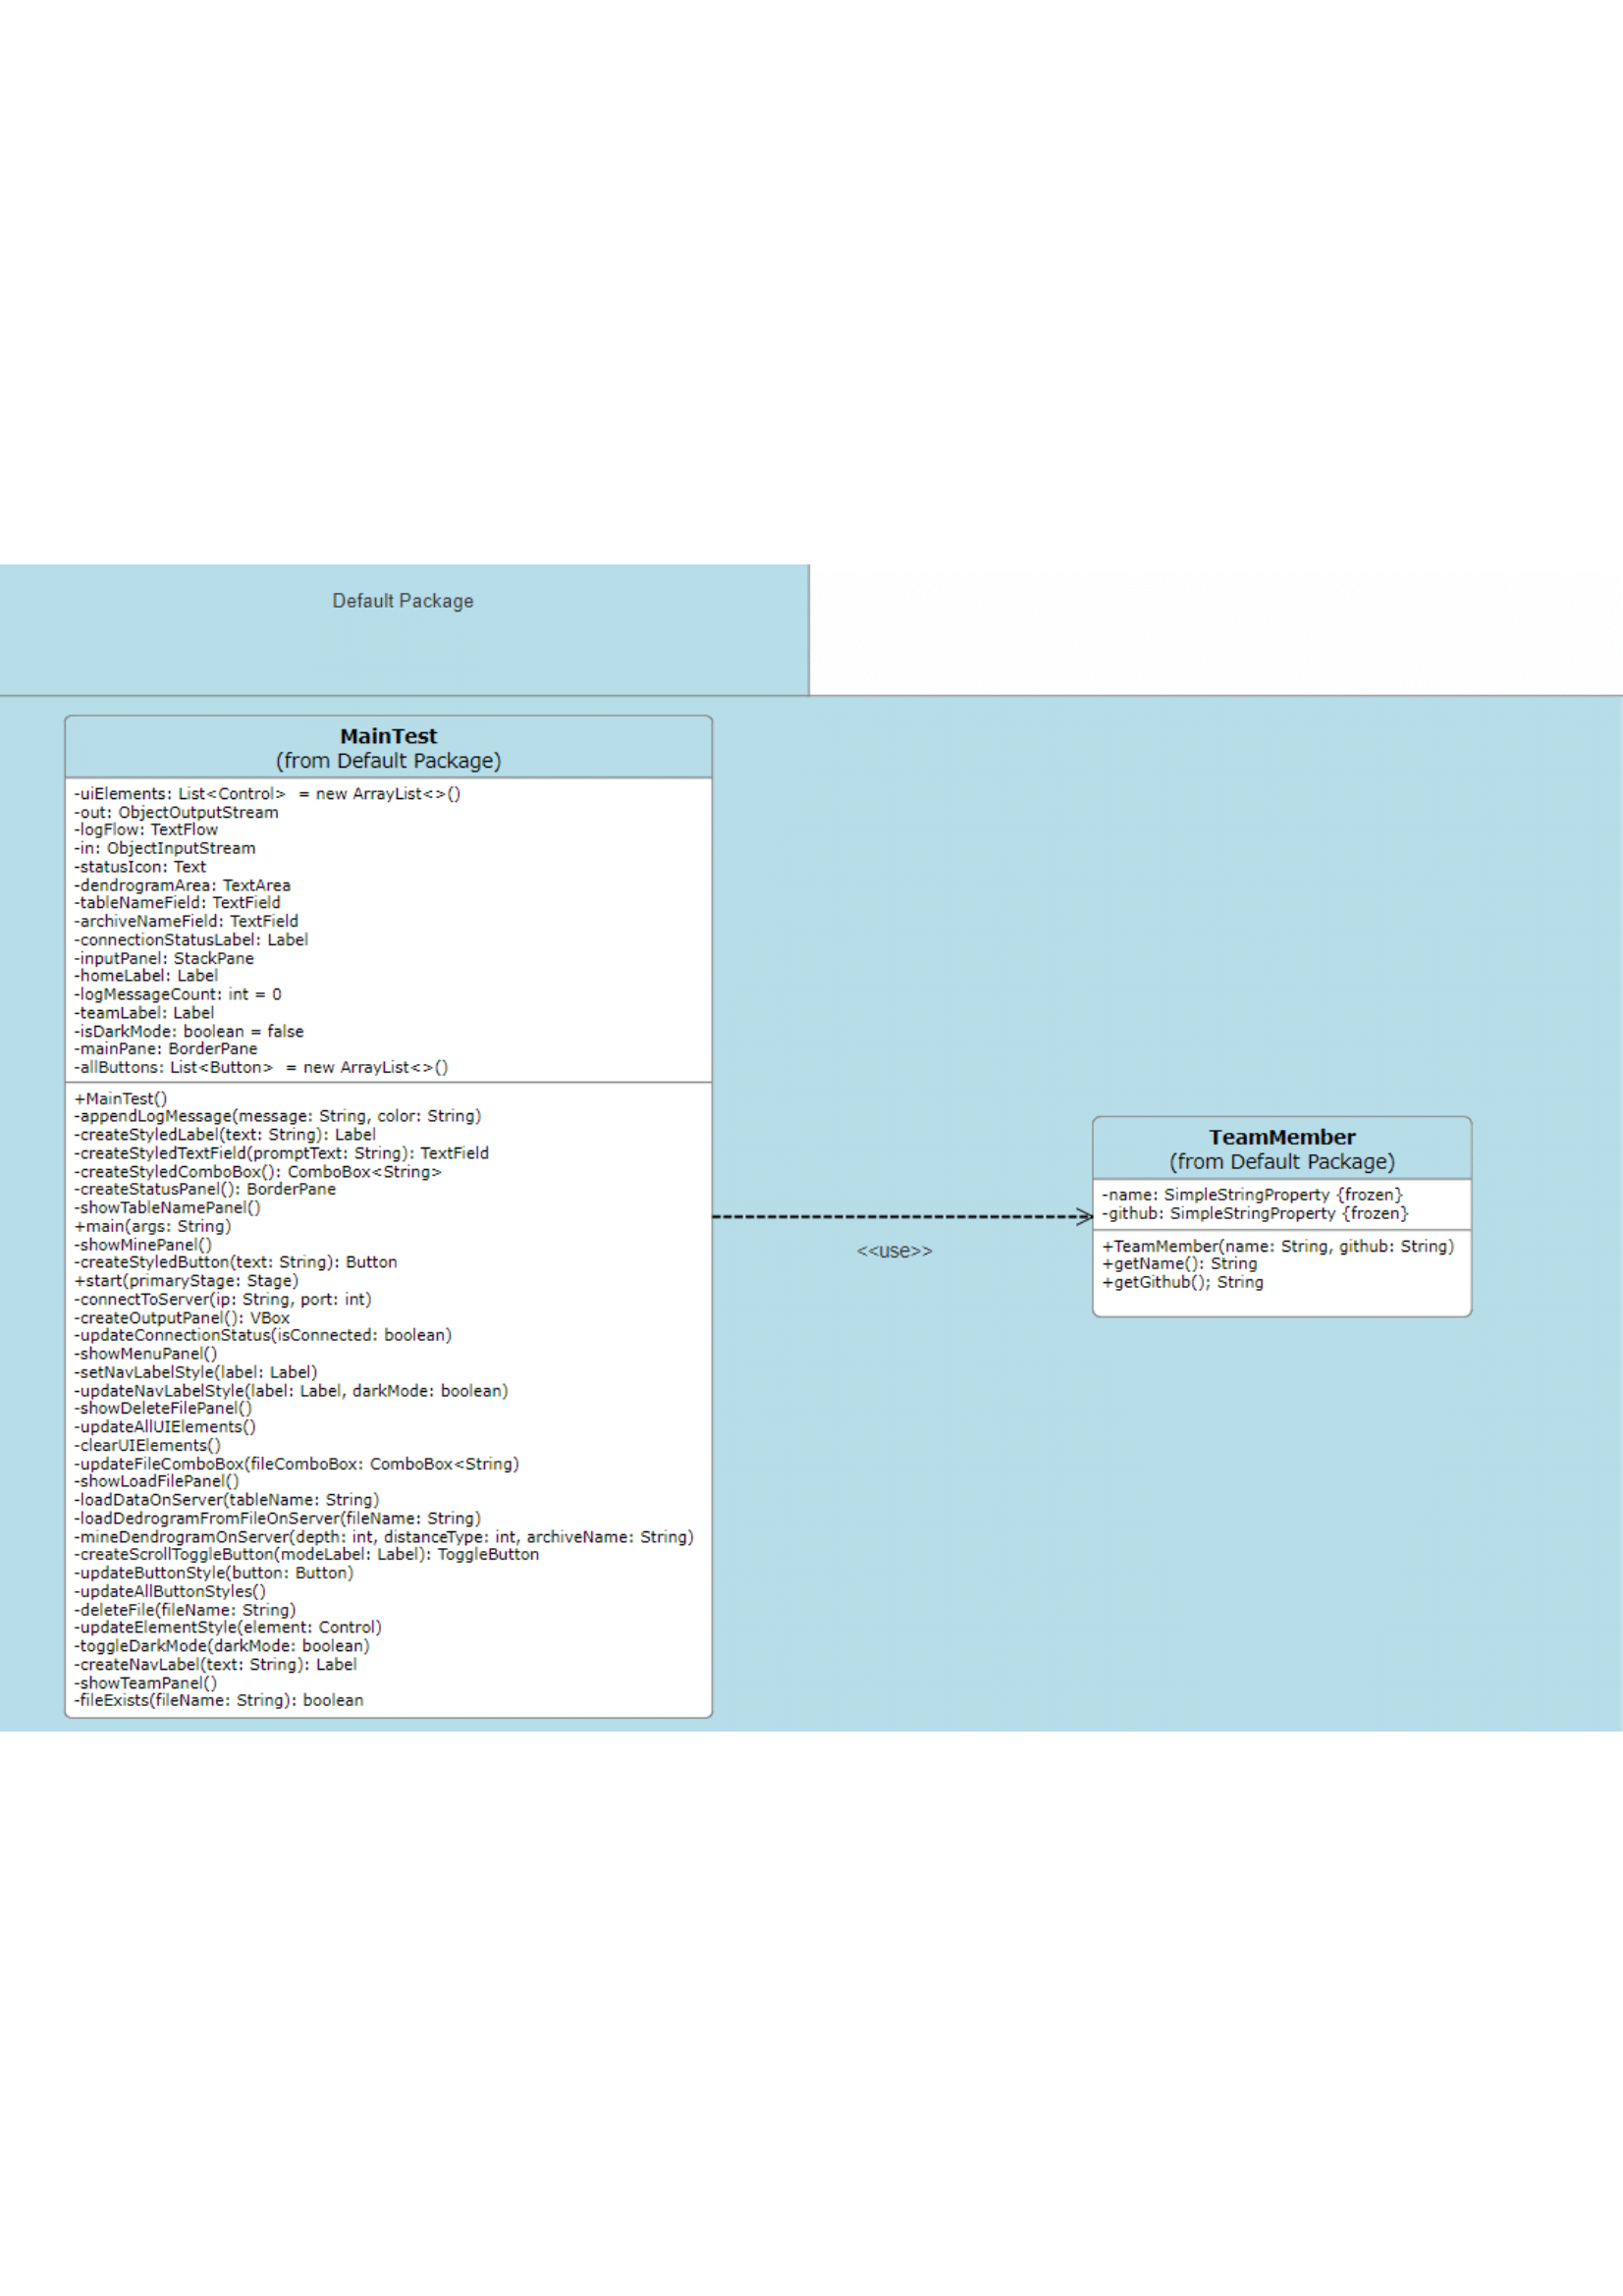 Default Package
MainTest
(from Default Package)
-uiElements: List<Control>  = new ArrayList<>()
-out: ObjectOutputStream
-logFlow: TextFlow
-in: ObjectInputStream
-statusIcon: Text
-dendrogramArea: TextArea
-tableNameField: TextField
-archiveNameField: TextField
-connectionStatusLabel: Label
-inputPanel: StackPane
-homeLabel: Label
-logMessageCount: int = 0
-teamLabel: Label
-isDarkMode: boolean = false
-mainPane: BorderPane
-allButtons: List<Button>  = new ArrayList<>()
+MainTest()
-appendLogMessage(message: String, color: String)
-createStyledLabel(text: String): Label
-createStyledTextField(promptText: String): TextField
-createStyledComboBox(): ComboBox<String>
-createStatusPanel(): BorderPane
-showTableNamePanel()
+main(args: String)
-showMinePanel()
-createStyledButton(text: String): Button
+start(primaryStage: Stage)
-connectToServer(ip: String, port: int)
-createOutputPanel(): VBox
-updateConnectionStatus(isConnected: boolean)
-showMenuPanel()
-setNavLabelStyle(label: Label)
-updateNavLabelStyle(label: Label, darkMode: boolean)
-showDeleteFilePanel()
-updateAllUIElements()
-clearUIElements()
-updateFileComboBox(fileComboBox: ComboBox<String)
-showLoadFilePanel()
-loadDataOnServer(tableName: String)
-loadDedrogramFromFileOnServer(fileName: String)
-mineDendrogramOnServer(depth: int, distanceType: int, archiveName: String)
-createScrollToggleButton(modeLabel: Label): ToggleButton
-updateButtonStyle(button: Button)
-updateAllButtonStyles()
-deleteFile(fileName: String)
-updateElementStyle(element: Control)
-toggleDarkMode(darkMode: boolean)
-createNavLabel(text: String): Label
-showTeamPanel()
-fileExists(fileName: String): boolean
<<use>>
TeamMember
(from Default Package)
-name: SimpleStringProperty {frozen}
-github: SimpleStringProperty {frozen}
+TeamMember(name: String, github: String)
+getName(): String
+getGithub(); String